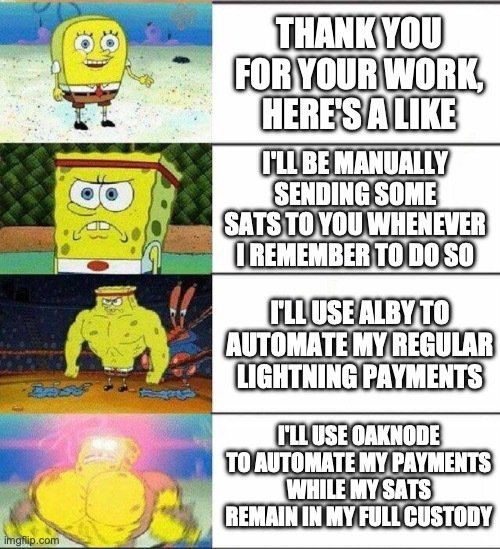 THANK YOU
FOR YOUR WORK,
HERE'S A LIKE
I'LL BE MANUALLY
SENDING SOME
SATS TO YOU WHENEVER
I REMEMBER TO DO SO
I'LL USE ALBY TO
AUTOMATE MY REGULAR
LIGHTNING PAYMENTS
I'LL USE OAKNODE
TO AUTOMATE MY PAYMENTS
WHILE MY SATS
REMAIN IN MY FULL CUSTODY
imgflip.com